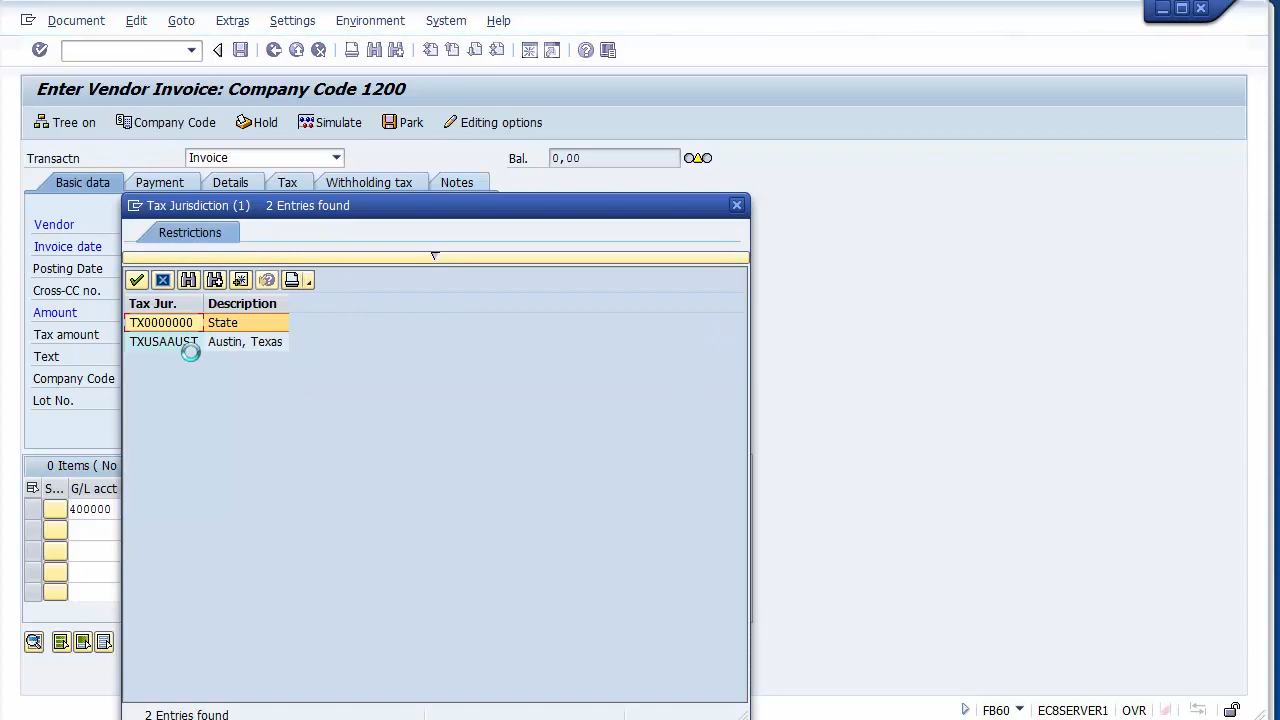 Document Edit Goto Extras Settings Environment System Help
Enter Vendor Invoice: Company Code 1200
Tree on Company Code Hold Simulate Park Editing options
Transactn Invoice Bal. 0,00
Basic data Payment Details Tax Withholding tax Notes
Tax Jurisdiction (1) 2 Entries found
Vendor
Restrictions
Invoice date
Posting Date
Cross-CC no.
Tax Jur. Description
Amount
TX0000000 State
Tax amount
TXUSAAUST Austin, Texas
Text
Company Code
Lot No.
0 Items ( No
S... G/L acct
400000
2 Entries found
FB60 EC8SERVER1 OVR